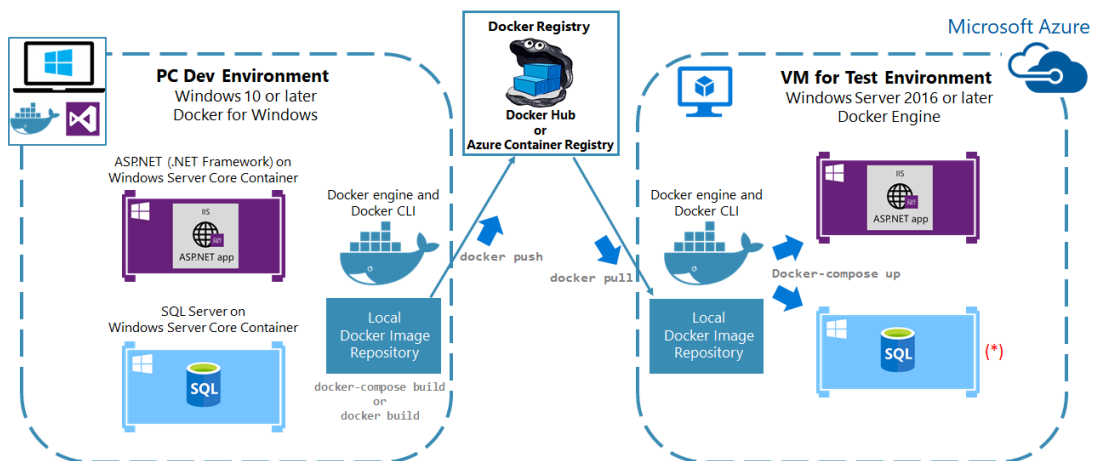 PC Dev Environment
Windows 10 or later
Docker for Windows
ASP.NET (.NET Framework) on
Windows Server Core Container
IIS
.NET
ASP.NET app
SQL Server on
Windows Server Core Container
SQL
Docker engine and
Docker CLI
Local
Docker Image
Repository
docker-compose build
or
docker build
docker push
Docker Registry
Docker Hub
or
Azure Container Registry
docker pull
Microsoft Azure
VM for Test Environment
Windows Server 2016 or later
Docker Engine
Docker engine and
Docker CLI
Local
Docker Image
Repository
Docker-compose up
IIS
.NET
ASP.NET app
SQL
(*)